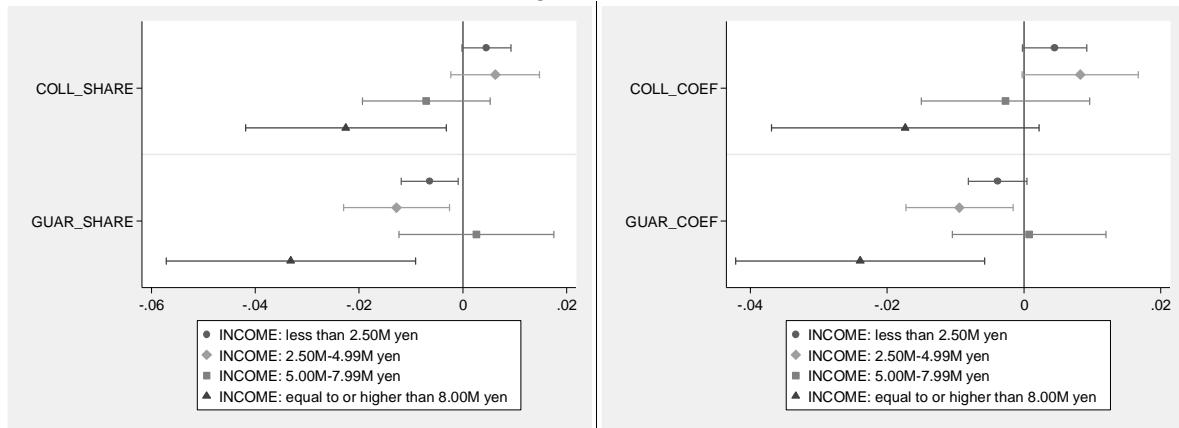 COLL_SHARE
GUAR_SHARE
-.06 -.04 -.02 0 .02
INCOME: less than 2.50M yen
INCOME: 2.50M-4.99M yen
INCOME: 5.00M-7.99M yen
INCOME: equal to or higher than 8.00M yen
COLL_COEF
GUAR_COEF
-.04 -.02 0 .02
INCOME: less than 2.50M yen
INCOME: 2.50M-4.99M yen
INCOME: 5.00M-7.99M yen
INCOME: equal to or higher than 8.00M yen